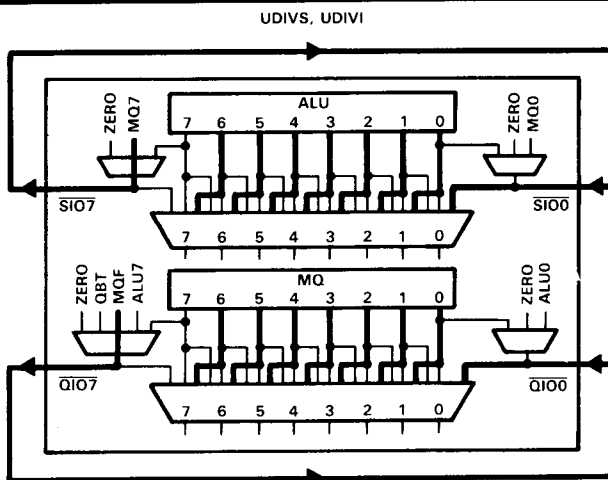 UDIVS, UDIVI
ALU
ZERO
MQ7
7 6 5 4 3 2 1 0
ZERO
MQ0
SIO7
SIO0
7 6 5 4 3 2 1 0
MQ
ZERO
QBT
MQF
ALU7
7 6 5 4 3 2 1 0
ZERO
ALU0
QIO7
QIO0
7 6 5 4 3 2 1 0